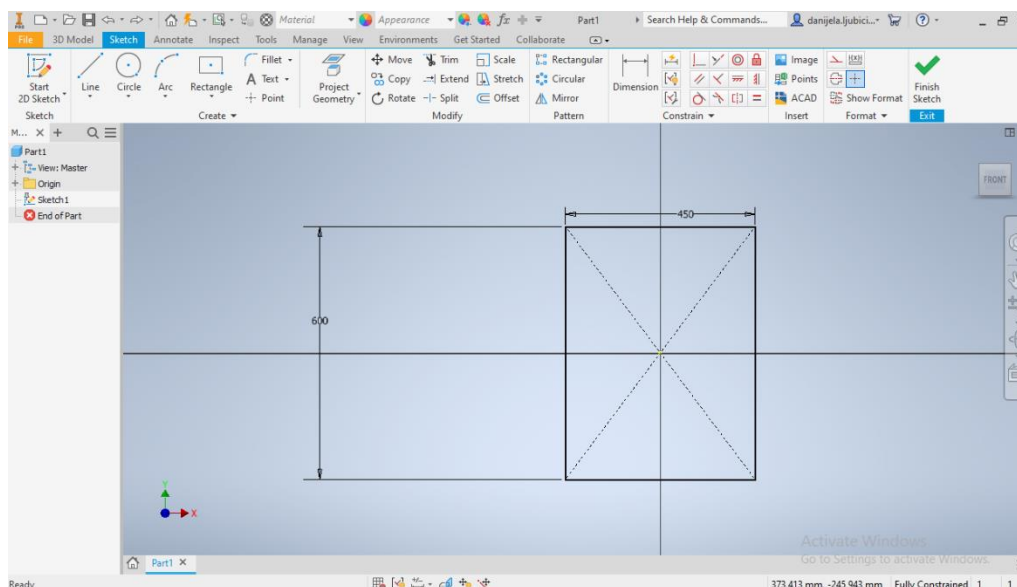 Material Appearance fx Part1 Search Help & Commands... danijela.ljubici...
File 3D Model Sketch Annotate Inspect Tools Manage View Environments Get Started Collaborate
Start 2D Sketch
Line Circle Arc Rectangle
Fillet
Text
Point
Project Geometry
Move Trim Scale
Copy Extend Stretch
Rotate Split Offset
Rectangular
Circular
Mirror
Dimension
Image
Points
ACAD
Show Format
Finish Sketch
Sketch Create Modify Pattern Constrain Insert Format Exit
M... X +
Part1
View: Master
Origin
Sketch1
End of Part
FRONT
450
600
Y
X
Activate Windows
Go to Settings to activate Windows.
Part1 X
Ready
373.413 mm, -245.943 mm Fully Constrained 1 1